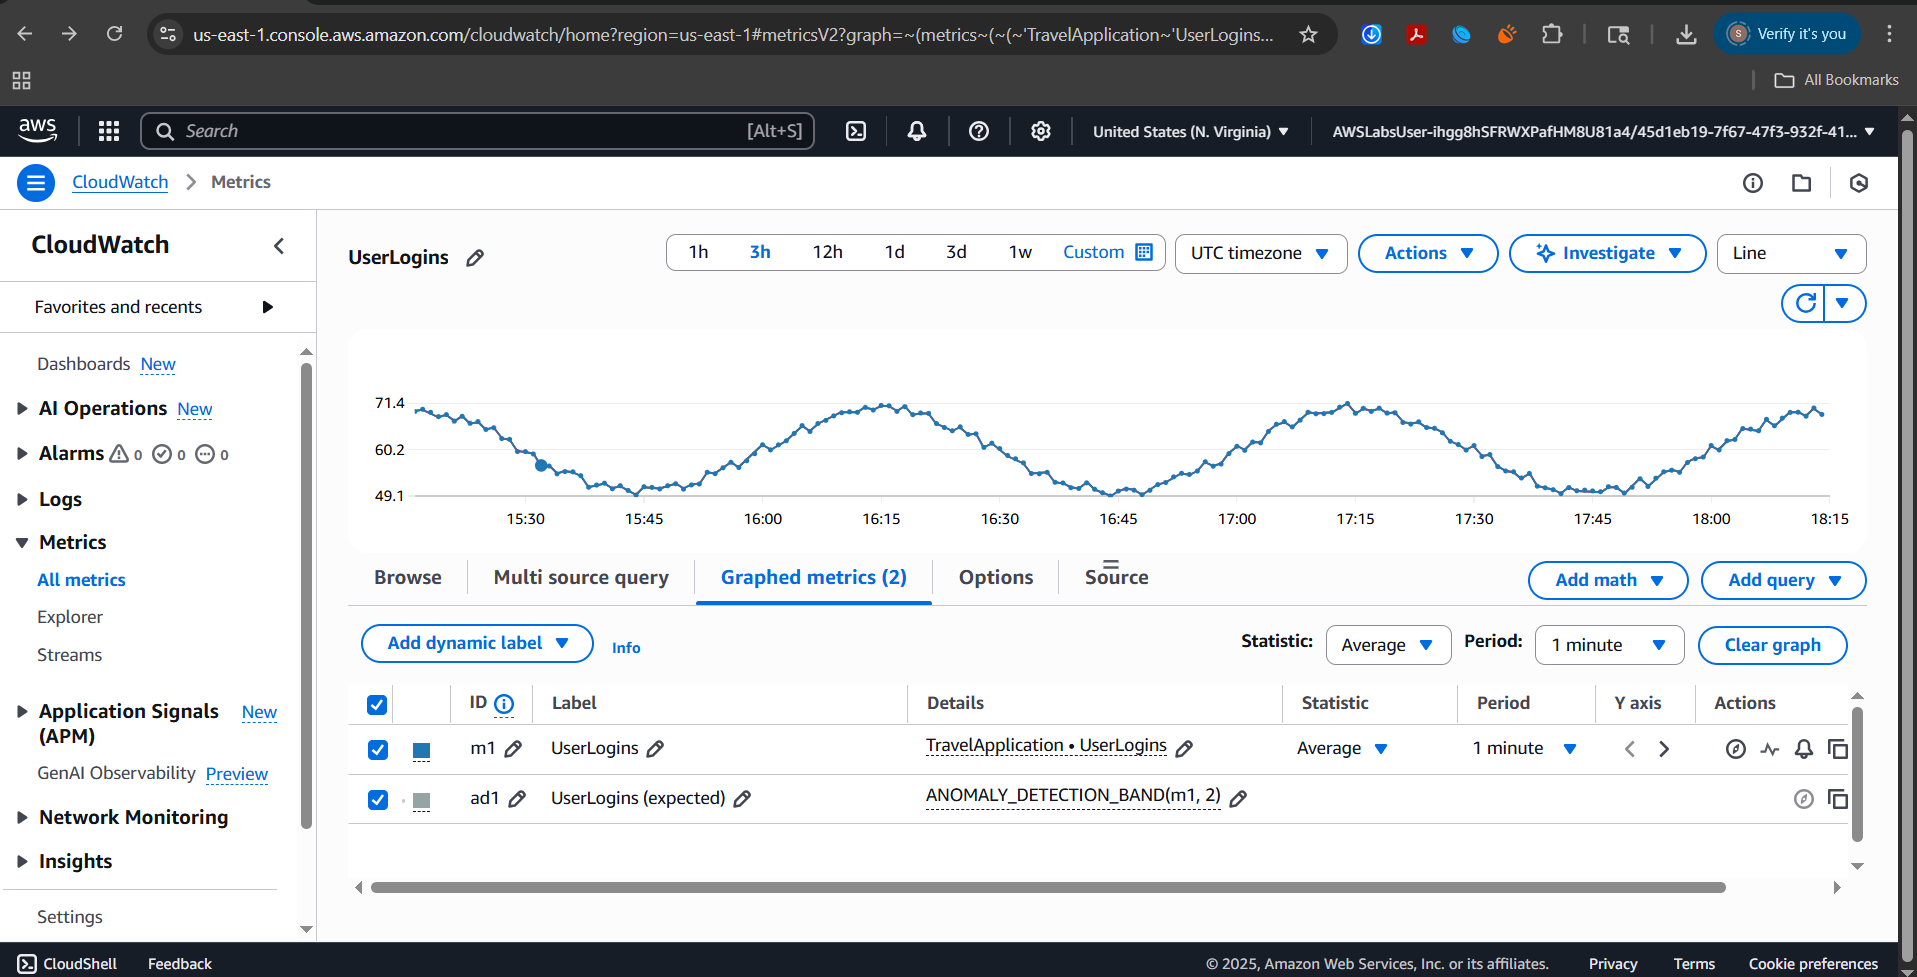 us-east-1.console.aws.amazon.com/cloudwatch/home?region=us-east-1#metricsV2?graph=~(metrics~(~(~'TravelApplication~'UserLogins...
S
Verify it's you
All Bookmarks
aws
Search
[Alt+S]
United States (N. Virginia)
AWSLabsUser-ihgg8hSFRWXPafHM8U81a4/45d1eb19-7f67-47f3-932f-41...
CloudWatch
Metrics
CloudWatch
Favorites and recents
Dashboards New
AI Operations New
Alarms 0 0 0
Logs
Metrics
All metrics
Explorer
Streams
Application Signals New
(APM)
GenAI Observability Preview
Network Monitoring
Insights
Settings
UserLogins
1h 3h 12h 1d 3d 1w Custom
UTC timezone
Actions
Investigate
Line
71.4
60.2
49.1
15:30 15:45 16:00 16:15 16:30 16:45 17:00 17:15 17:30 17:45 18:00 18:15
Browse Multi source query Graphed metrics (2) Options Source
Add math
Add query
Add dynamic label
Info
Statistic: Average Period: 1 minute Clear graph
ID Label Details Statistic Period Y axis Actions
m1 UserLogins TravelApplication • UserLogins Average 1 minute
ad1 UserLogins (expected) ANOMALY_DETECTION_BAND(m1, 2)
CloudShell Feedback
© 2025, Amazon Web Services, Inc. or its affiliates. Privacy Terms Cookie preferences